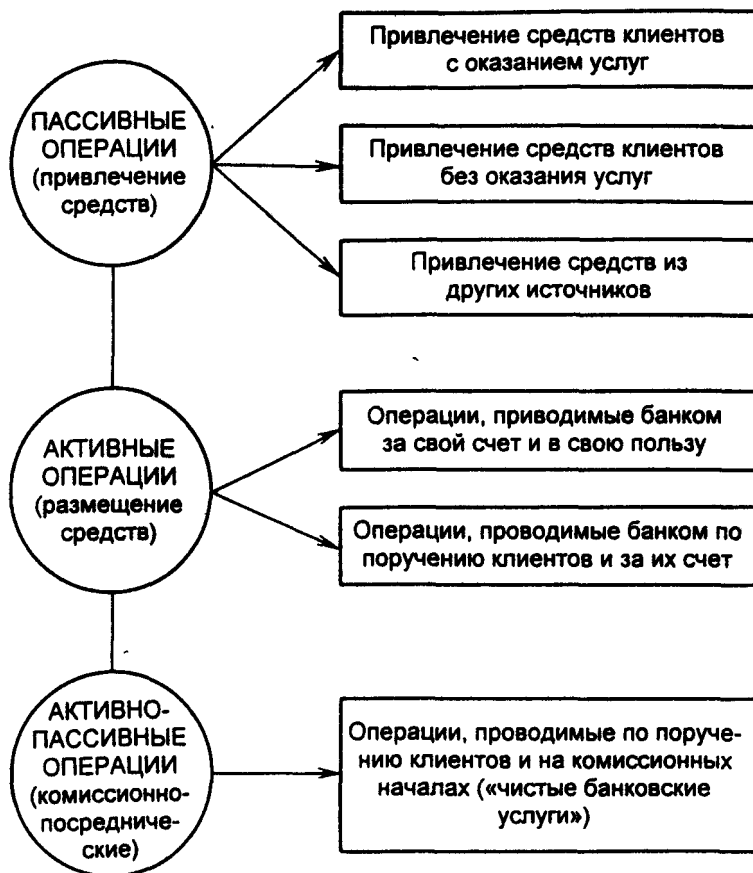 ПАССИВНЫЕ
ОПЕРАЦИИ
(привлечение
средств)
Привлечение средств клиентов
с оказанием услуг
Привлечение средств клиентов
без оказания услуг
Привлечение средств из
других источников
АКТИВНЫЕ
ОПЕРАЦИИ
(размещение
средств)
Операции, приводимые банком
за свой счет и в свою пользу
Операции, проводимые банком по
поручению клиентов и за их счет
АКТИВНО-
ПАССИВНЫЕ
ОПЕРАЦИИ
(комиссионно-
посредниче-
ские)
Операции, проводимые по поруче-
нию клиентов и на комиссионных
началах («чистые банковские
услуги»)